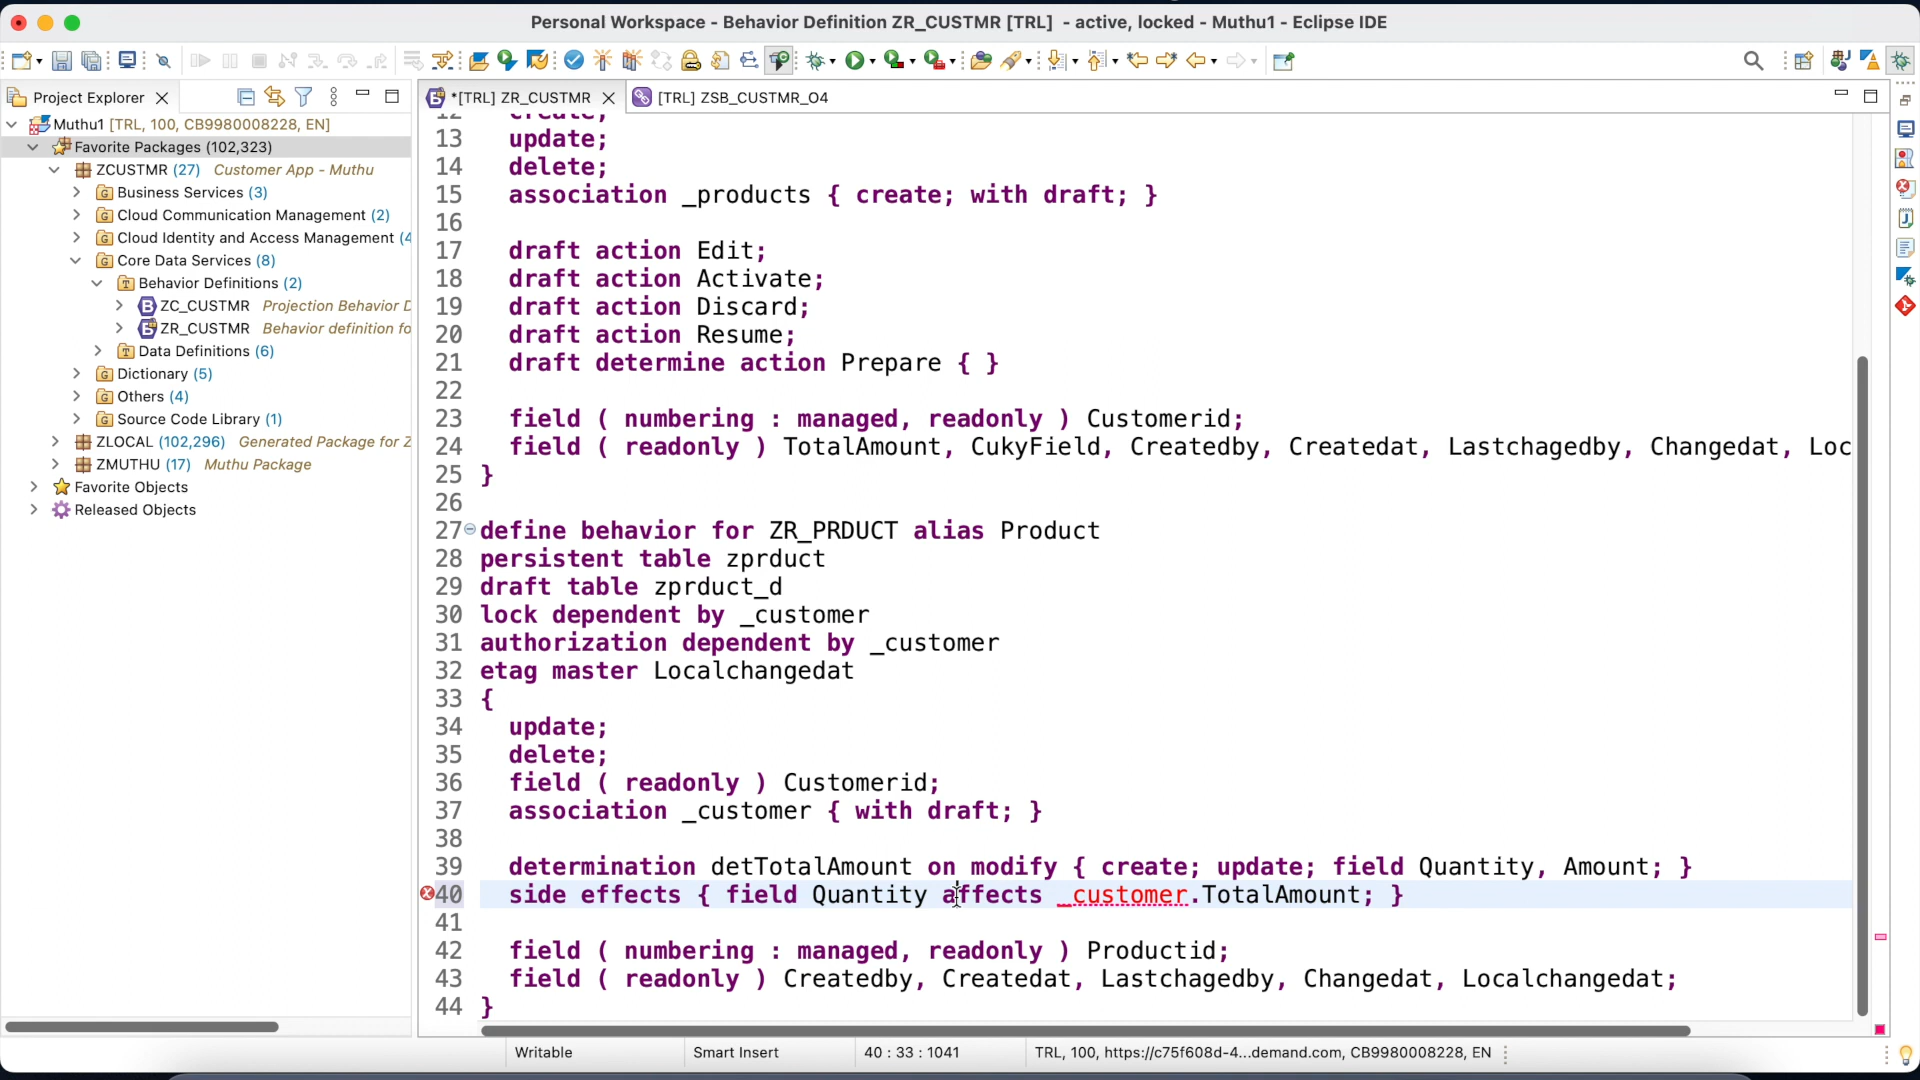 Personal Workspace - Behavior Definition ZR_CUSTMR [TRL] - active, locked - Muthu1 - Eclipse IDE
Project Explorer
*[TRL] ZR_CUSTMR
[TRL] ZSB_CUSTMR_O4
Muthu1 [TRL, 100, CB9980008228, EN]
Favorite Packages (102,323)
ZCUSTMR (27) Customer App - Muthu
Business Services (3)
Cloud Communication Management (2)
Cloud Identity and Access Management (4
Core Data Services (8)
Behavior Definitions (2)
ZC_CUSTMR Projection Behavior D
ZR_CUSTMR Behavior definition fo
Data Definitions (6)
Dictionary (5)
Others (4)
Source Code Library (1)
ZLOCAL (102,296) Generated Package for Z
ZMUTHU (17) Muthu Package
Favorite Objects
Released Objects
12 create;
13 update;
14 delete;
15 association _products { create; with draft; }
16
17 draft action Edit;
18 draft action Activate;
19 draft action Discard;
20 draft action Resume;
21 draft determine action Prepare { }
22
23 field ( numbering : managed, readonly ) Customerid;
24 field ( readonly ) TotalAmount, CukyField, Createdby, Createdat, Lastchagedby, Changedat, Loc
25 }
26
27 define behavior for ZR_PRDUCT alias Product
28 persistent table zprduct
29 draft table zprduct_d
30 lock dependent by _customer
31 authorization dependent by _customer
32 etag master Localchangedat
33 {
34 update;
35 delete;
36 field ( readonly ) Customerid;
37 association _customer { with draft; }
38
39 determination detTotalAmount on modify { create; update; field Quantity, Amount; }
40 side effects { field Quantity affects _customer.TotalAmount; }
41
42 field ( numbering : managed, readonly ) Productid;
43 field ( readonly ) Createdby, Createdat, Lastchagedby, Changedat, Localchangedat;
44 }
Writable
Smart Insert
40 : 33 : 1041
TRL, 100, https://c75f608d-4...demand.com, CB9980008228, EN